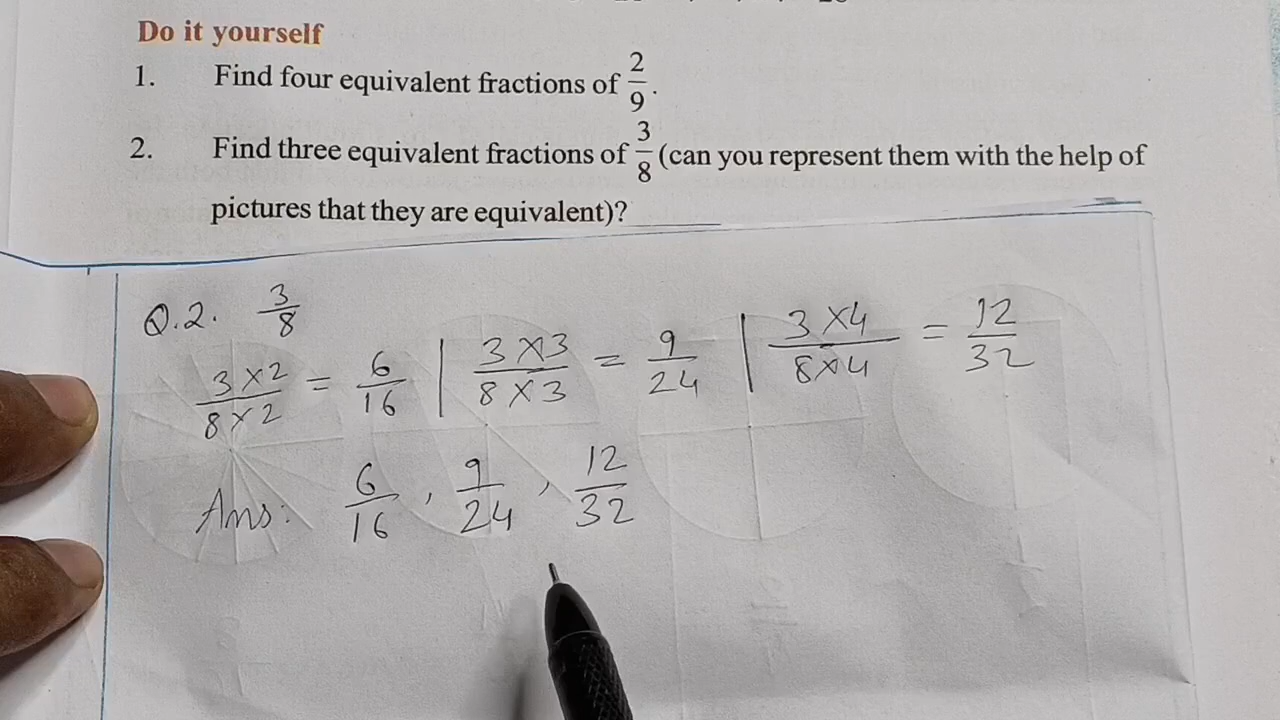 Do it yourself
1. Find four equivalent fractions of 2/9.
2. Find three equivalent fractions of 3/8 (can you represent them with the help of
pictures that they are equivalent)?
Q.2. 3/8
3×2/8×2 = 6/16 | 3×3/8×3 = 9/24 | 3×4/8×4 = 12/32
Ans: 6/16, 9/24, 12/32